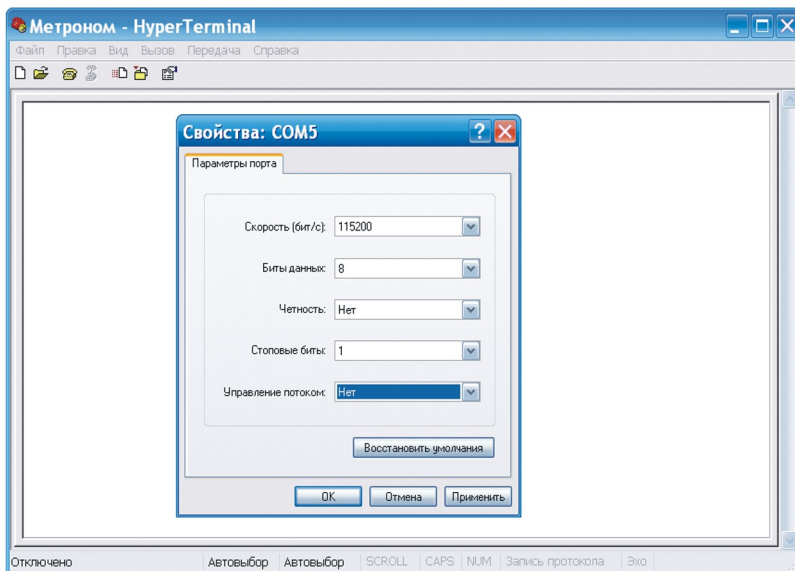 Метроном - HyperTerminal
Файл Правка Вид Вызов Передача Справка
Свойства: COM5
Параметры порта
Скорость (бит/с): 115200
Биты данных: 8
Четность: Нет
Стоповые биты: 1
Управление потоком: Нет
Восстановить умолчания
OK Отмена Применить
Отключено Автовыбор Автовыбор SCROLL CAPS NUM Запись протокола Эхо